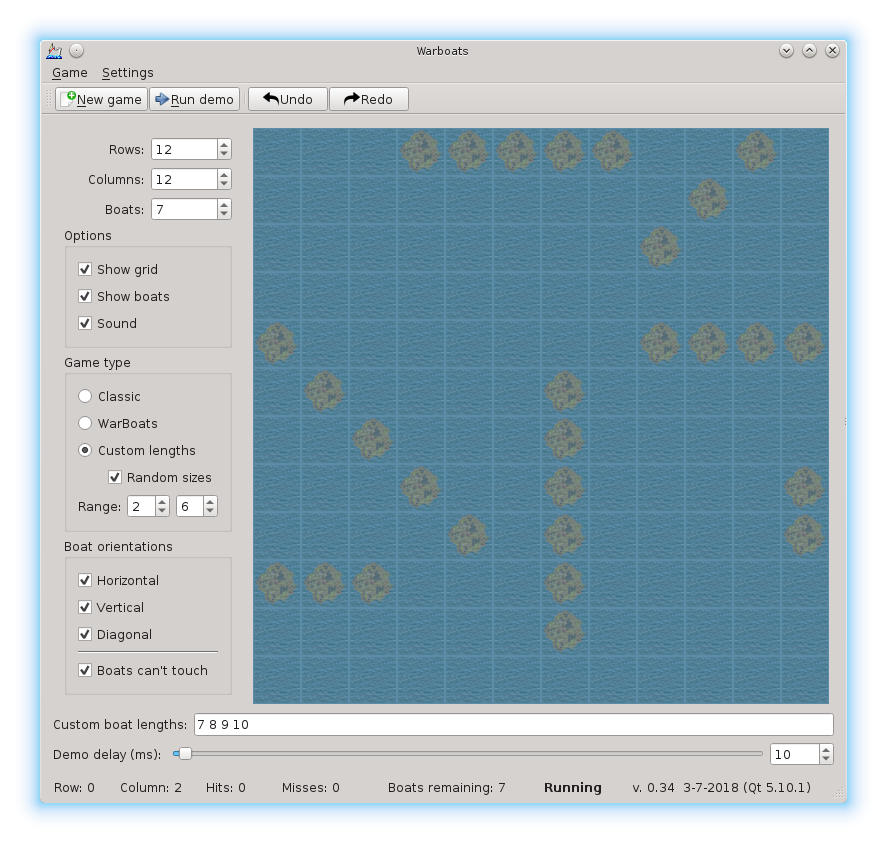 Warboats
Game Settings
New game Run demo Undo Redo
Rows: 12
Columns: 12
Boats: 7
Options
Show grid
Show boats
Sound
Game type
Classic
WarBoats
Custom lengths
Random sizes
Range: 2 6
Boat orientations
Horizontal
Vertical
Diagonal
Boats can't touch
Custom boat lengths: 7 8 9 10
Demo delay (ms): 10
Row: 0 Column: 2 Hits: 0 Misses: 0 Boats remaining: 7 Running v. 0.34 3-7-2018 (Qt 5.10.1)